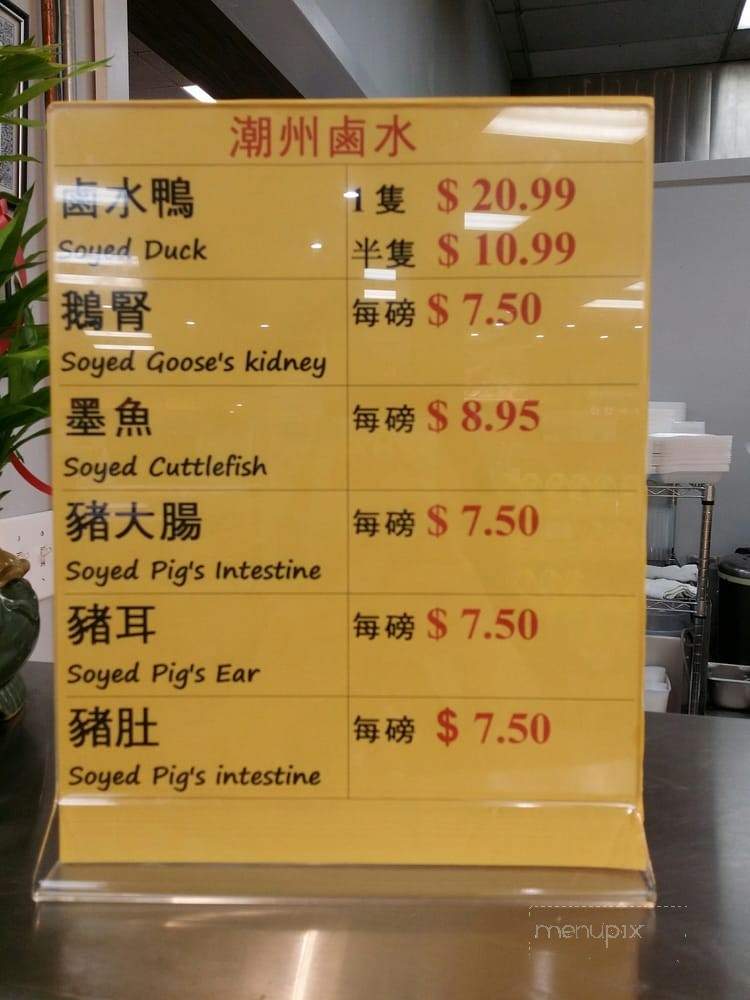 潮州鹵水
鹵水鴨 1隻 $ 20.99
Soyed Duck 半隻 $ 10.99
鵝腎 每磅 $ 7.50
Soyed Goose's kidney
墨魚 每磅 $ 8.95
Soyed Cuttlefish
豬大腸 每磅 $ 7.50
Soyed Pig's Intestine
豬耳 每磅 $ 7.50
Soyed Pig's Ear
豬肚 每磅 $ 7.50
Soyed Pig's intestine
menupix